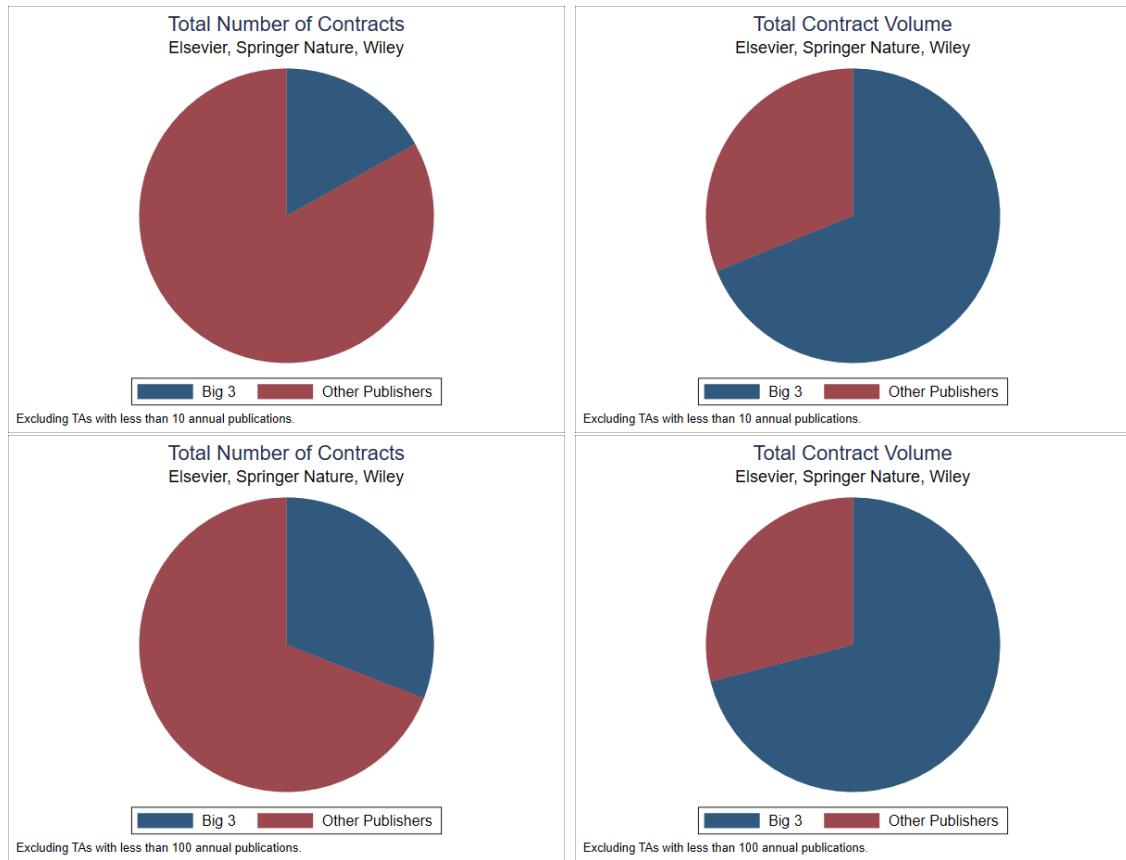 Total Number of Contracts
Elsevier, Springer Nature, Wiley
Big 3 Other Publishers
Excluding TAs with less than 10 annual publications.
Total Contract Volume
Elsevier, Springer Nature, Wiley
Big 3 Other Publishers
Excluding TAs with less than 10 annual publications.
Total Number of Contracts
Elsevier, Springer Nature, Wiley
Big 3 Other Publishers
Excluding TAs with less than 100 annual publications.
Total Contract Volume
Elsevier, Springer Nature, Wiley
Big 3 Other Publishers
Excluding TAs with less than 100 annual publications.